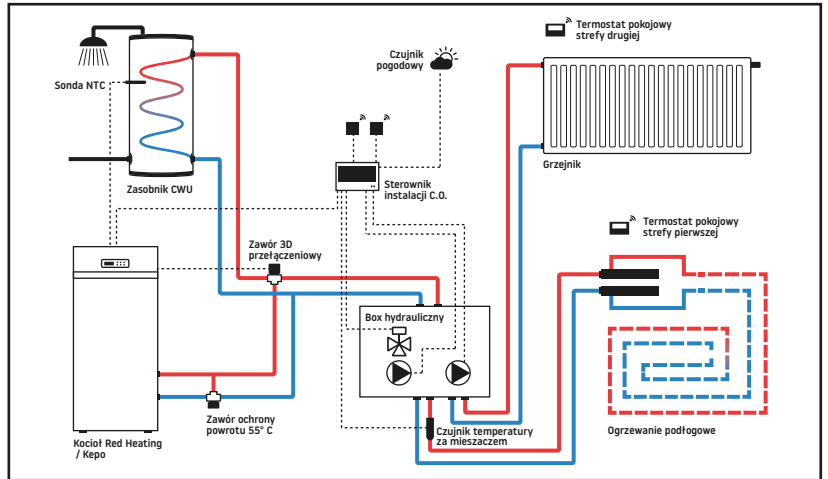 Termostat pokojowy
strefy drugiej
Czujnik
pogodowy
Sonda NTC
Grzejnik
Zasobnik CWU
Sterownik
instalacji C.O.
Termostat pokojowy
strefy pierwszej
Zawór 3D
przełączeniowy
Box hydrauliczny
Zawór ochrony
powrotu 55° C
Czujnik temperatury
za mieszaczem
Ogrzewanie podłogowe
Kocioł Red Heating
/ Kepo